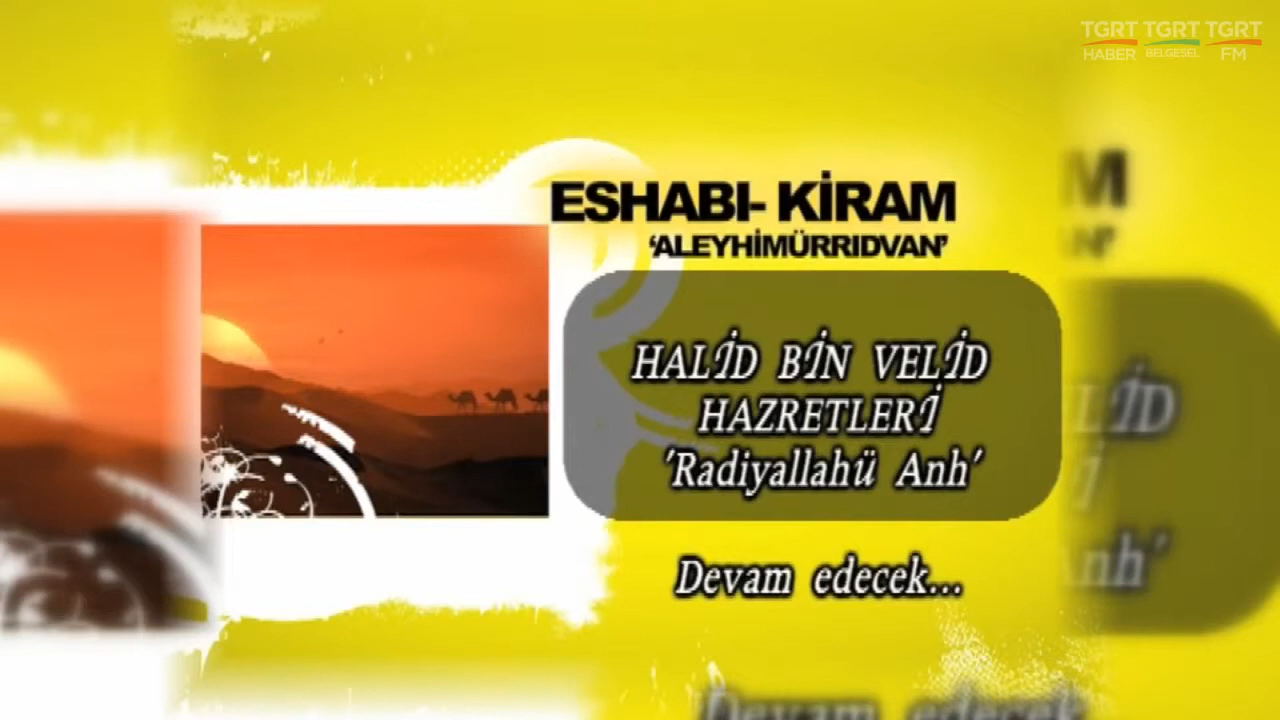 TGRT TGRT TGRT
HABER BELGESEL FM
ESHABI- KİRAM
‘ALEYHİMÜRRIDVAN’
HALİD BİN VELİD
HAZRETLERİ
'Radiyallahü Anh'
Devam edecek...